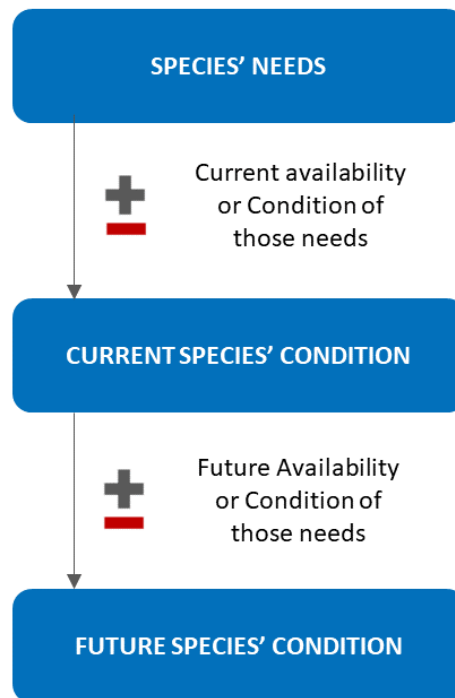 SPECIES’ NEEDS
Current availability
or Condition of
those needs
CURRENT SPECIES’ CONDITION
Future Availability
or Condition of
those needs
FUTURE SPECIES’ CONDITION